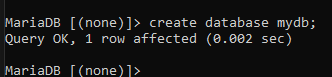 MariaDB [(none)]> create database mydb;
Query OK, 1 row affected (0.002 sec)
MariaDB [(none)]>